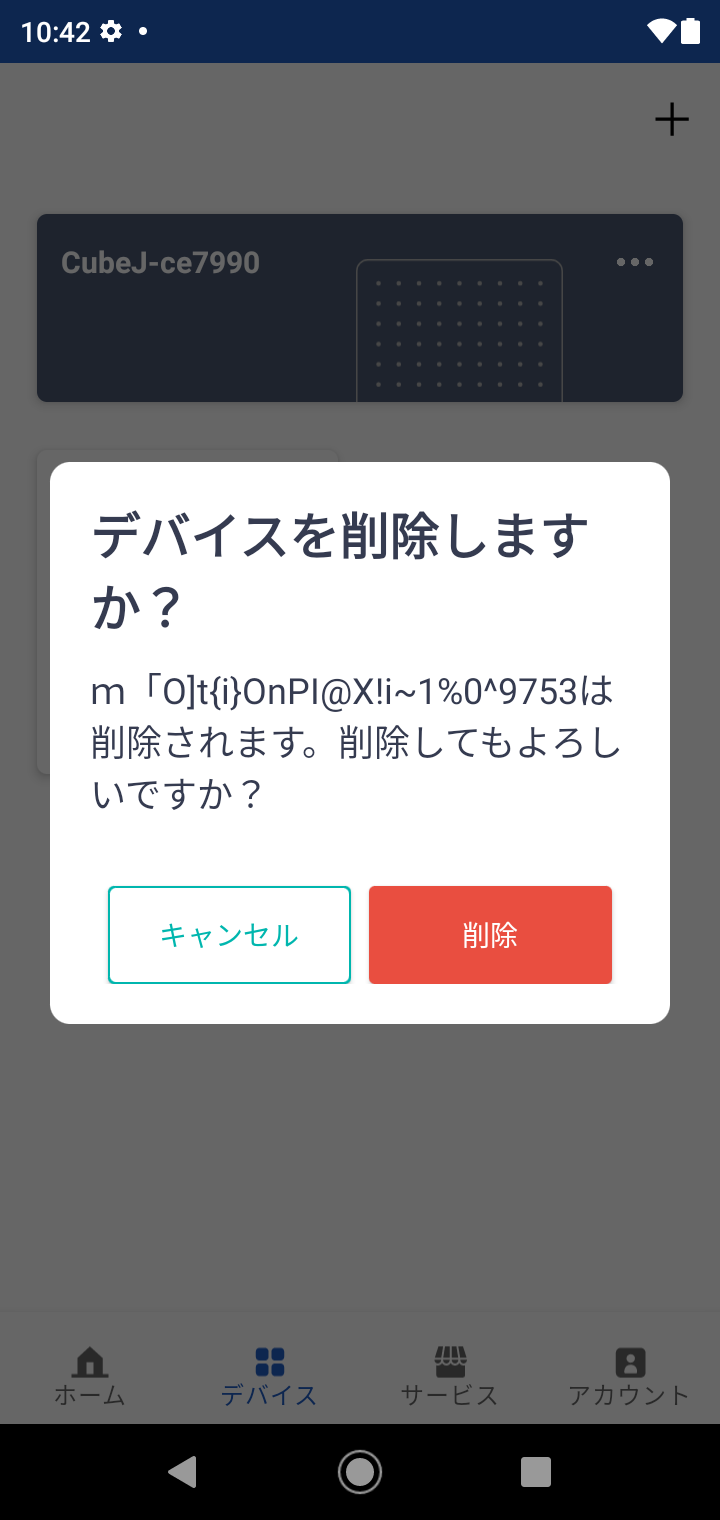 10:42
CubeJ-ce7990
デバイスを削除します
か？
ｍ「O]t{i}OnPI@X!i~1%0^9753は
削除されます。削除してもよろし
いですか？
キャンセル
削除
ホーム
デバイス
サービス
アカウント